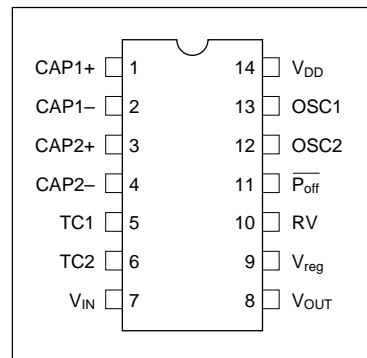 CAP1+ 1 14 VDD
CAP1– 2 13 OSC1
CAP2+ 3 12 OSC2
CAP2– 4 11 P̅o̅f̅f̅
TC1 5 10 RV
TC2 6 9 Vreg
VIN 7 8 VOUT